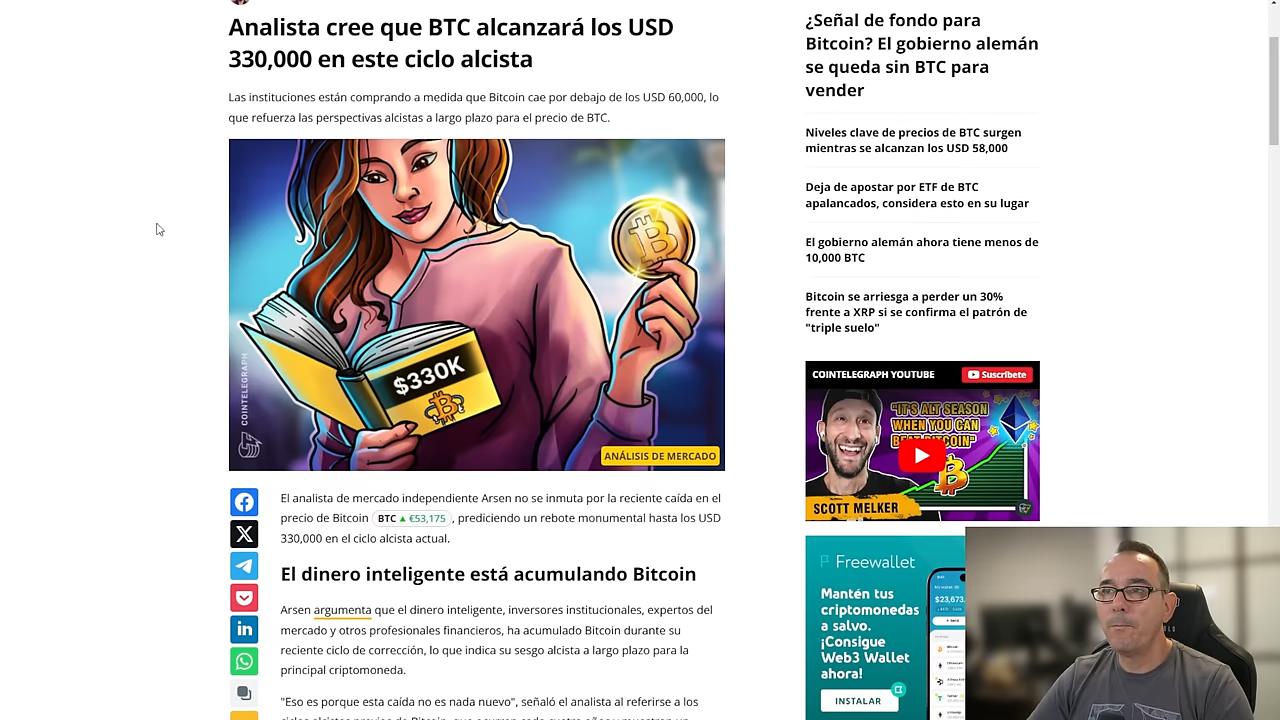 Analista cree que BTC alcanzará los USD
330,000 en este ciclo alcista
Las instituciones están comprando a medida que Bitcoin cae por debajo de los USD 60,000, lo
que refuerza las perspectivas alcistas a largo plazo para el precio de BTC.
$330K
COINTELEGRAPH
ANÁLISIS DE MERCADO
El analista de mercado independiente Arsen no se inmuta por la reciente caída en el
BTC ▲ €53,175 , prediciendo un rebote monumental hasta los USD
330,000 en el ciclo alcista actual.
El dinero inteligente está acumulando Bitcoin
Arsen argumenta que el dinero inteligente, inversores institucionales, expertos del
mercado y otros profesionales financieros, ha acumulado Bitcoin durante su
reciente ciclo de corrección, lo que indica su sesgo alcista a largo plazo para la
principal criptomoneda.
"Eso es porque esta caída no es nada nuevo", señaló el analista al referirse a los
¿Señal de fondo para
Bitcoin? El gobierno alemán
se queda sin BTC para
vender
Niveles clave de precios de BTC surgen
mientras se alcanzan los USD 58,000
Deja de apostar por ETF de BTC
apalancados, considera esto en su lugar
El gobierno alemán ahora tiene menos de
10,000 BTC
Bitcoin se arriesga a perder un 30%
frente a XRP si se confirma el patrón de
"triple suelo"
COINTELEGRAPH YOUTUBE
Suscríbete
"IT'S ALT SEASON
WHEN YOU CAN
BEAT BITCOIN"
SCOTT MELKER
Freewallet
Mantén tus
criptomonedas
a salvo.
¡Consigue
Web3 Wallet
ahora!
INSTALAR
$23,673.